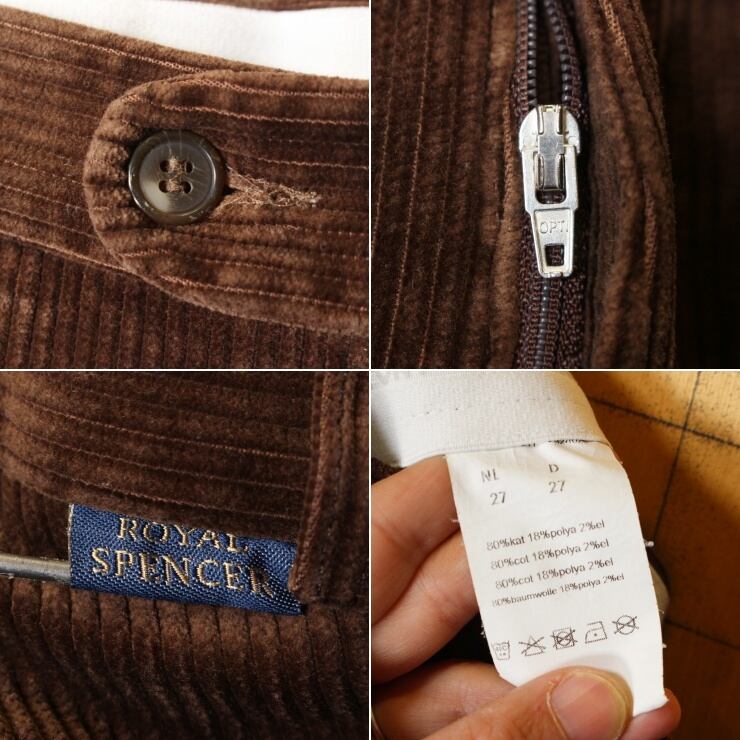 OPTI
ROYAL
SPENCER
NL D
27 27
80%kat 18%polya 2%el
80%cot 18%polya 2%el
80%cot 18%polya 2%el
80%baumwolle 18%polya 2%el